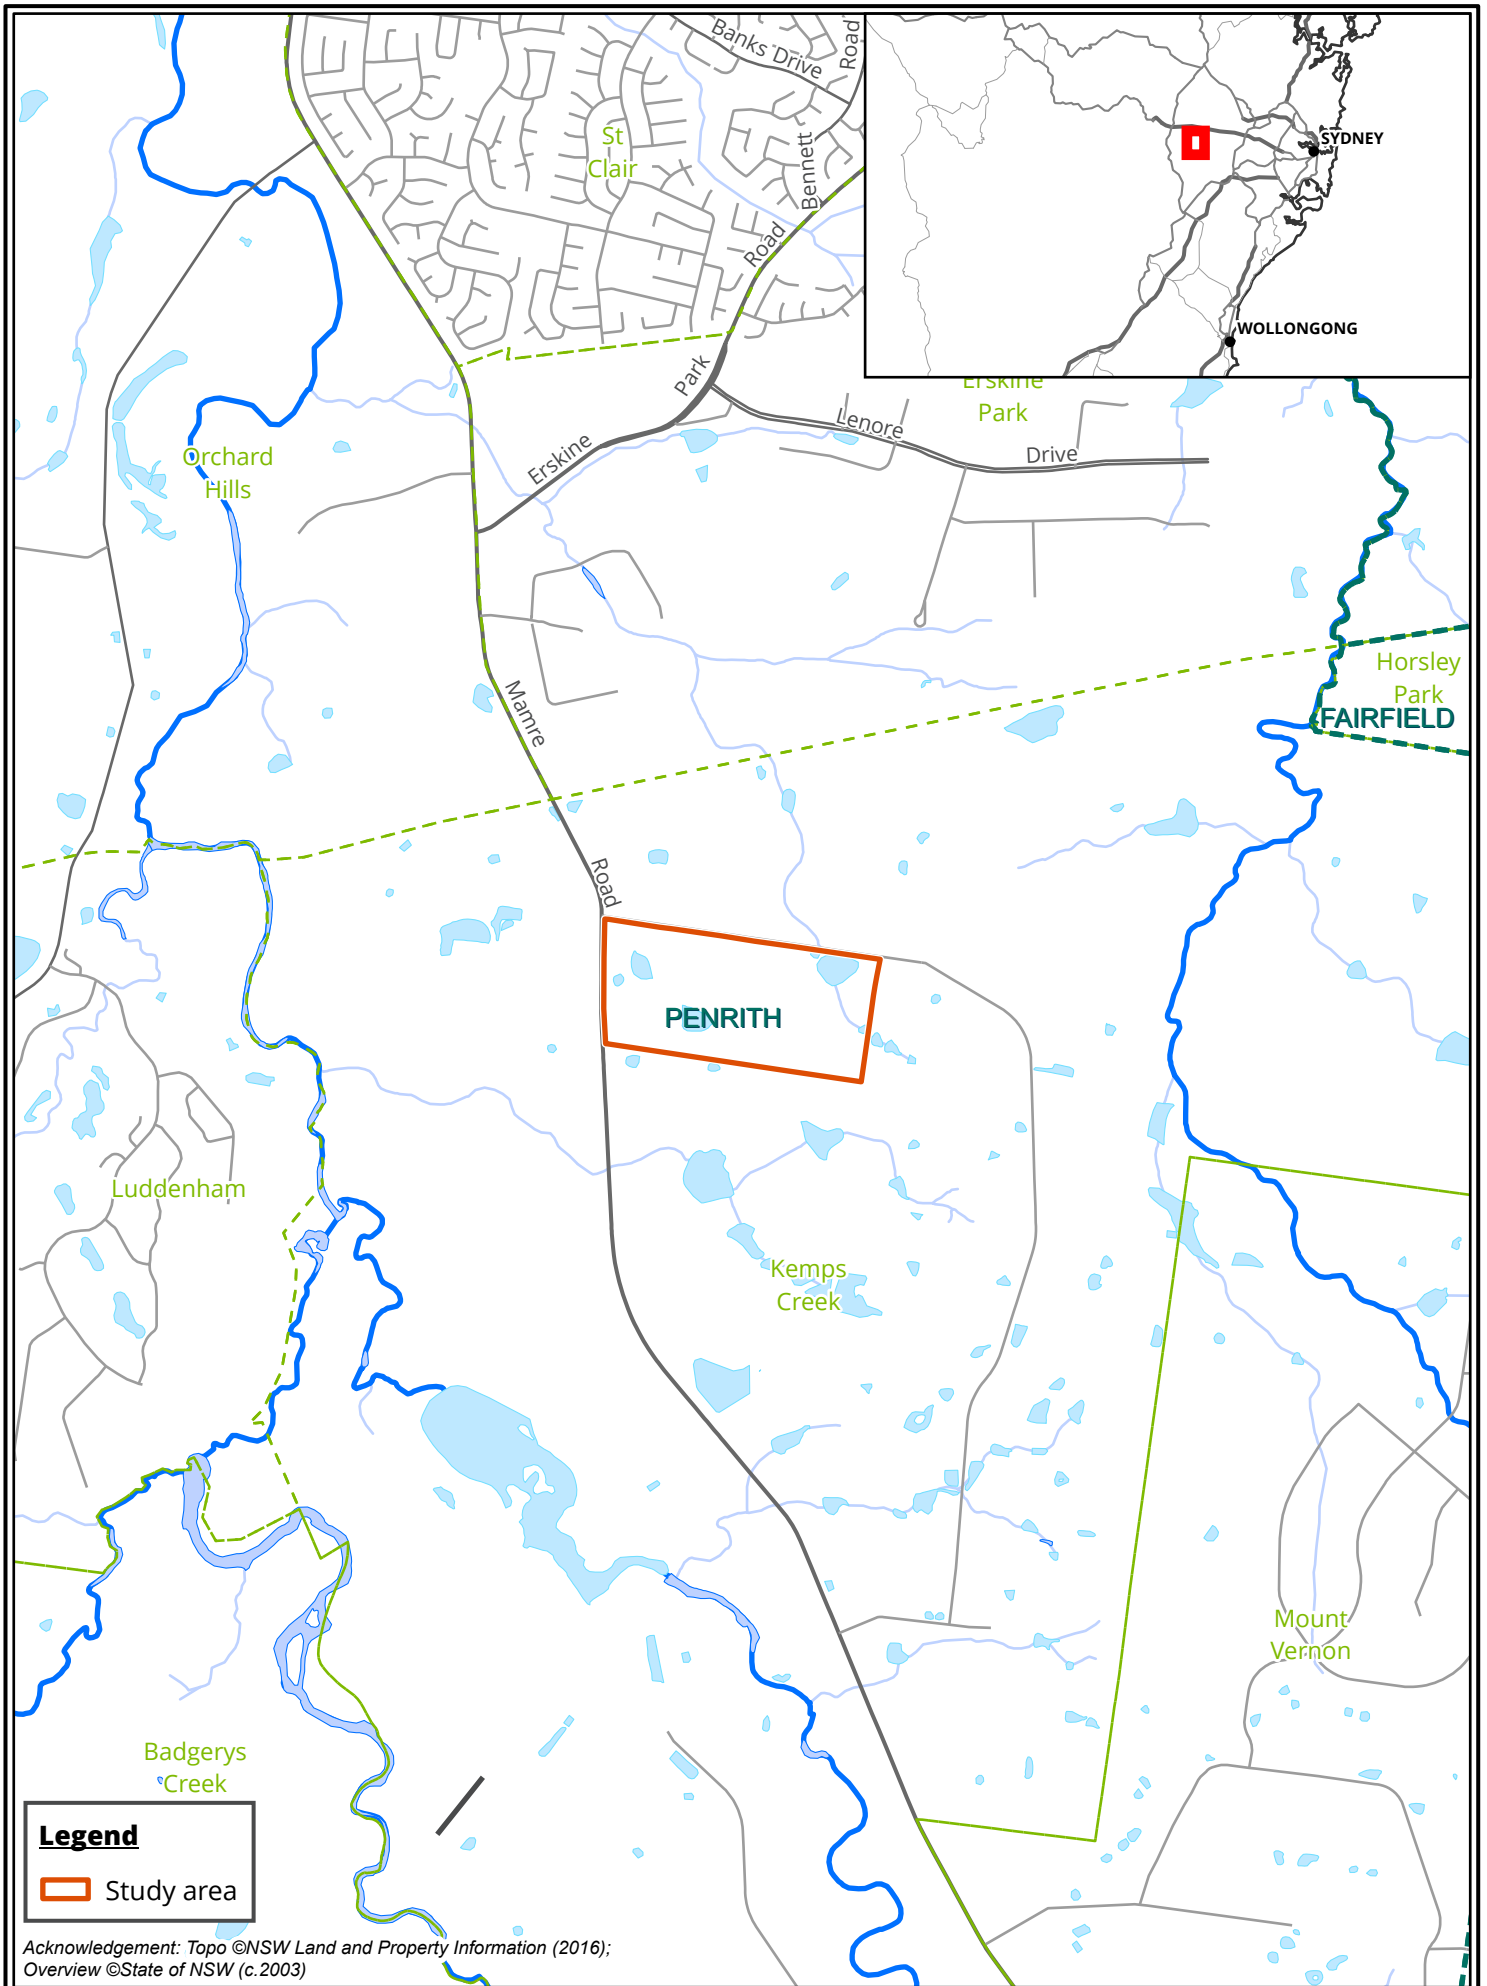 Banks Drive
Road
St
Clair
Bennett
Road
SYDNEY
WOLLONGONG
Park
Erskine
Park
Lenore
Drive
Erskine
Orchard
Hills
Horsley
Park
FAIRFIELD
Mamre
Road
PENRITH
Luddenham
Kemps
Creek
Mount
Vernon
Badgerys
Creek
Legend
Study area
Acknowledgement: Topo ©NSW Land and Property Information (2016);
Overview ©State of NSW (c.2003)